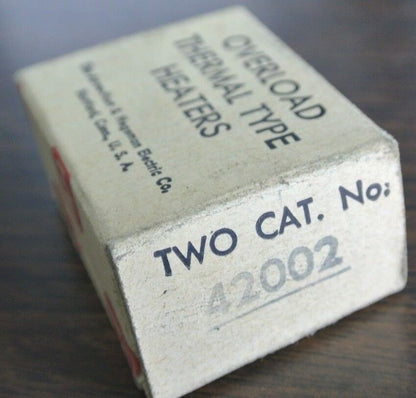 OVERLOAD
THERMAL TYPE
HEATERS
The Arrow-Hart & Hegeman Electric Co.
Hartford, Conn. U. S. A.
TWO CAT. No:
42002